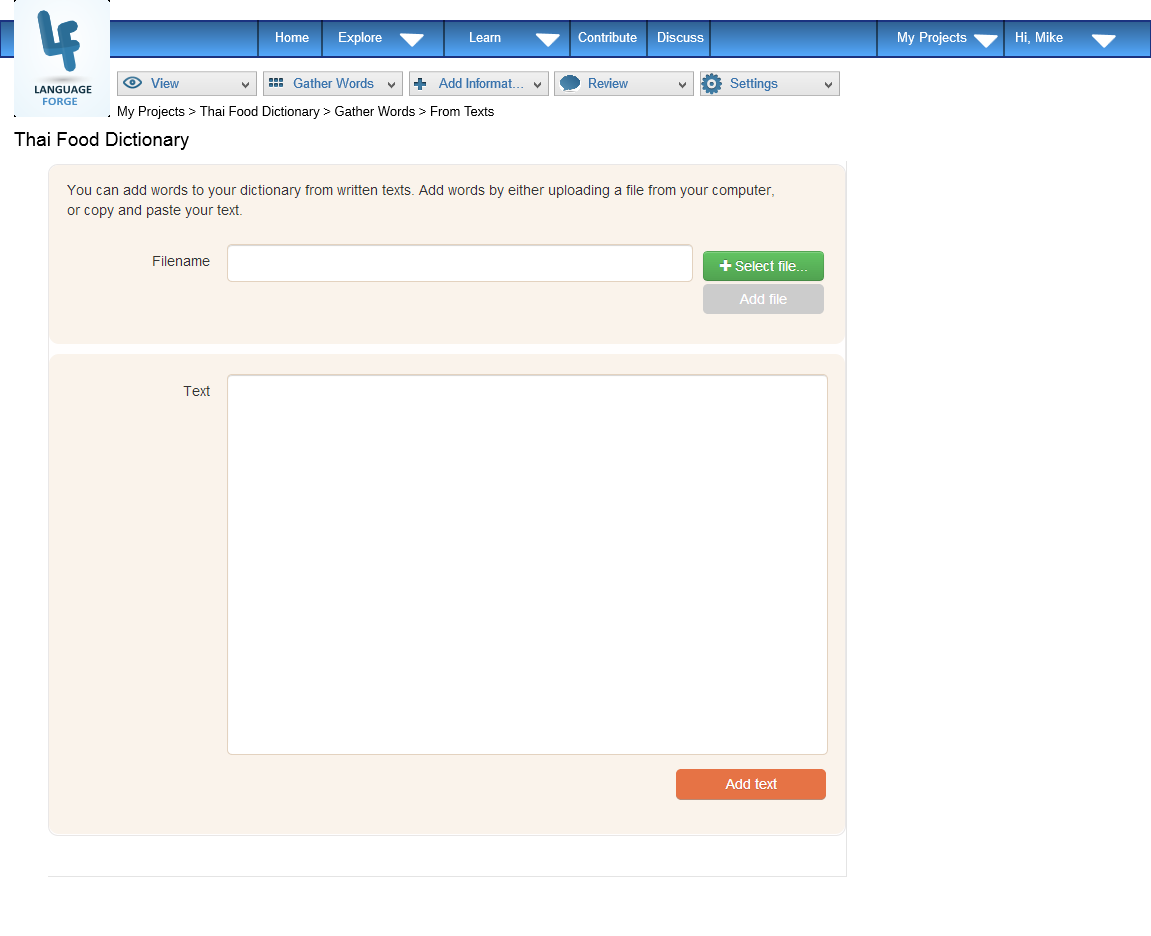 LANGUAGE
FORGE
Home Explore Learn Contribute Discuss My Projects Hi, Mike
View Gather Words Add Informat... Review Settings
My Projects > Thai Food Dictionary > Gather Words > From Texts
Thai Food Dictionary
You can add words to your dictionary from written texts. Add words by either uploading a file from your computer,
or copy and paste your text.
Filename
Select file...
Add file
Text
Add text